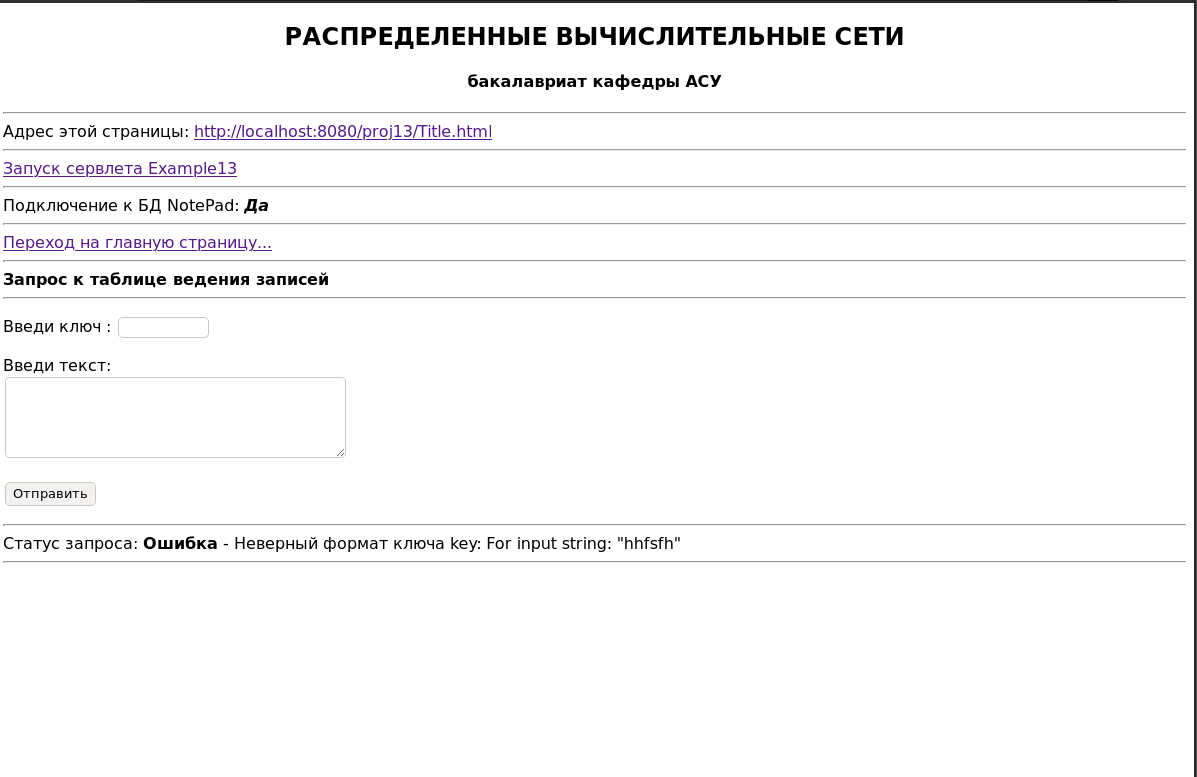 РАСПРЕДЕЛЕННЫЕ ВЫЧИСЛИТЕЛЬНЫЕ СЕТИ
бакалавриат кафедры АСУ
Адрес этой страницы: http://localhost:8080/proj13/Title.html
Запуск сервлета Example13
Подключение к БД NotePad: Да
Переход на главную страницу...
Запрос к таблице ведения записей
Введи ключ :
Введи текст:
Отправить
Статус запроса: Ошибка - Неверный формат ключа key: For input string: "hhfsfh"